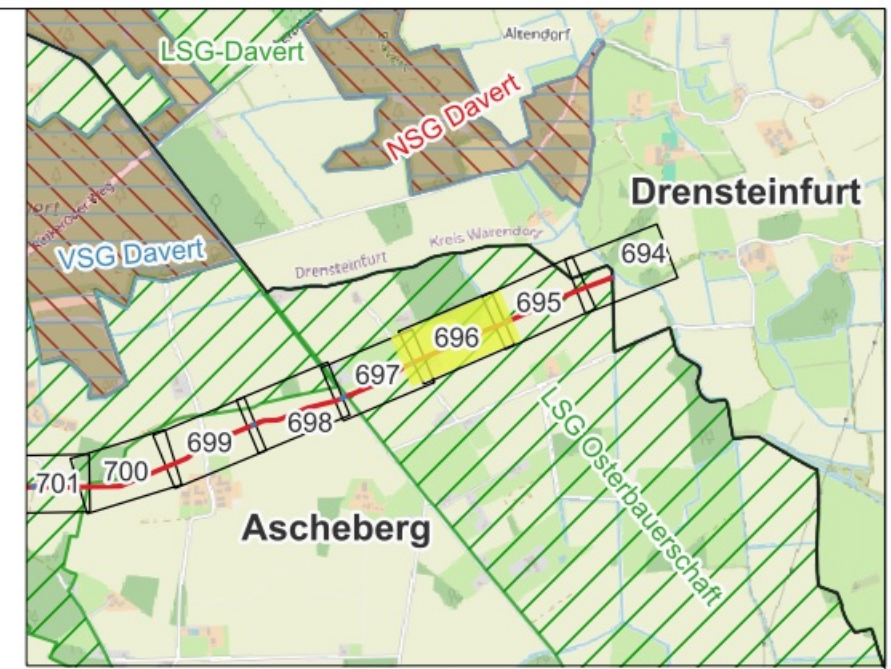 Altendorf
LSG-Davert
NSG Davert
Drensteinfurt
VSG Davert
Drensteinfurt
Kreis Warendorf
694
695
696
697
698
699
700
701
LSG Osterbauerschaft
Ascheberg